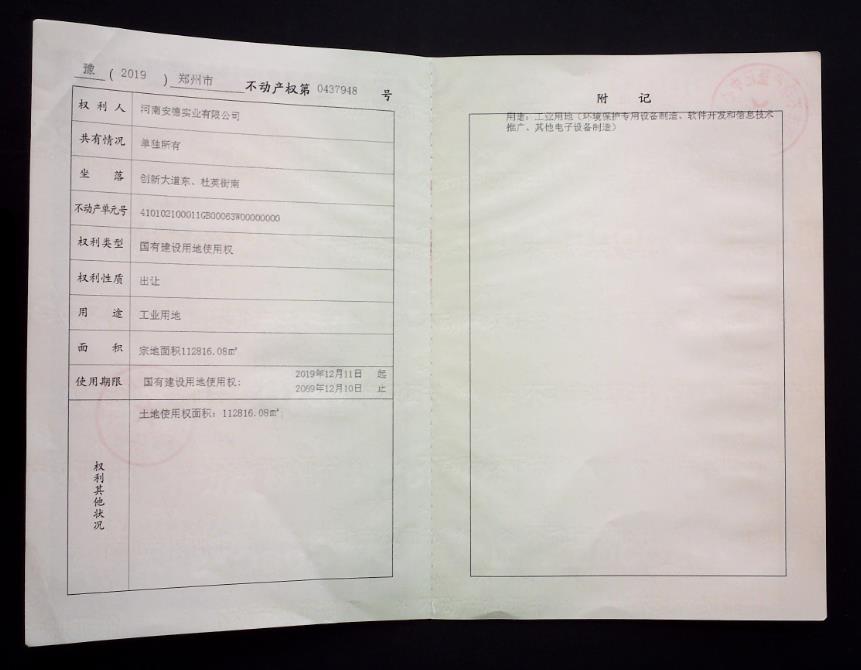 豫(2019)郑州市不动产权第0437948号
权利人 河南安德实业有限公司
共有情况 单独所有
坐落 创新大道东、杜英街南
不动产单元号 410102100011GB00063W00000000
权利类型 国有建设用地使用权
权利性质 出让
用途 工业用地
面积 宗地面积112816.08㎡
使用期限 国有建设用地使用权: 2019年12月11日 起
2069年12月10日 止
权利其他状况 土地使用权面积:112816.08㎡;
附记
用途:工业用地(环境保护专用设备制造、软件开发和信息技术
推广、其他电子设备制造)